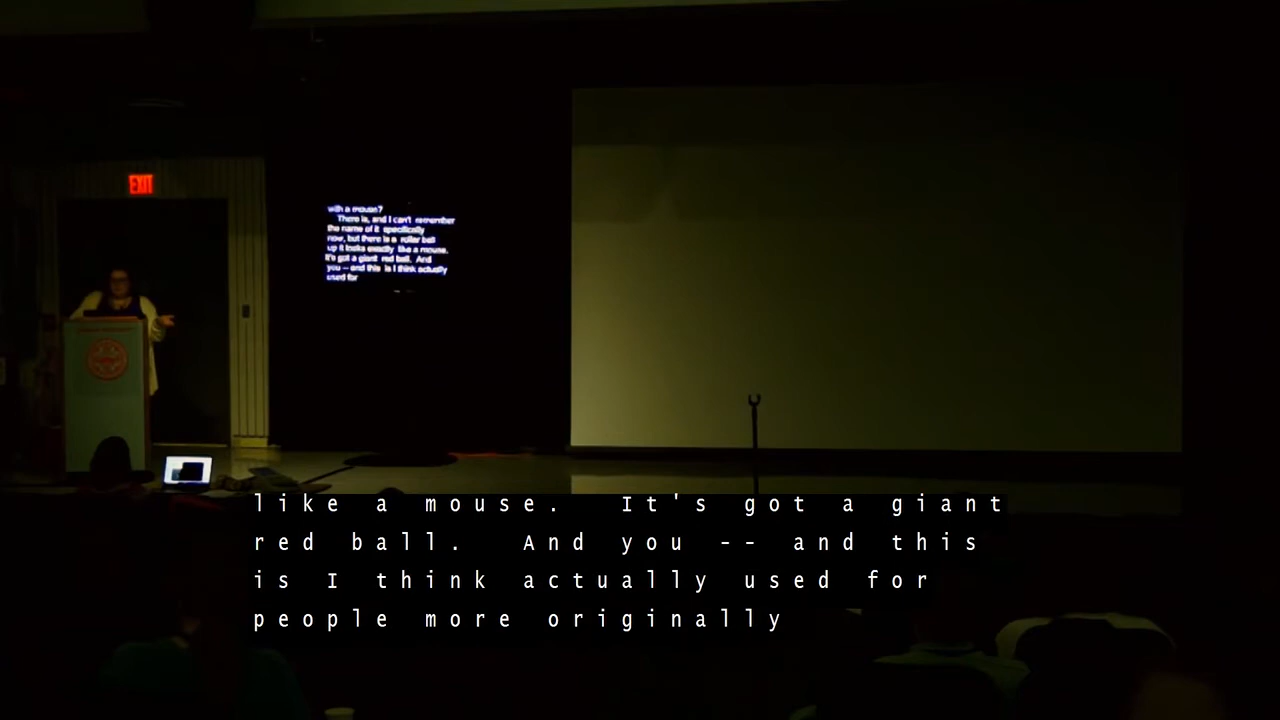 EXIT
with a mouse?
There is, and I can't remember
the name of it specifically
now, but there is a roller ball
up it looks exactly like a mouse.
It's got a giant red ball. And
you -- and this is I think actually
used for
like a mouse. It's got a giant
red ball. And you -- and this
is I think actually used for
people more originally